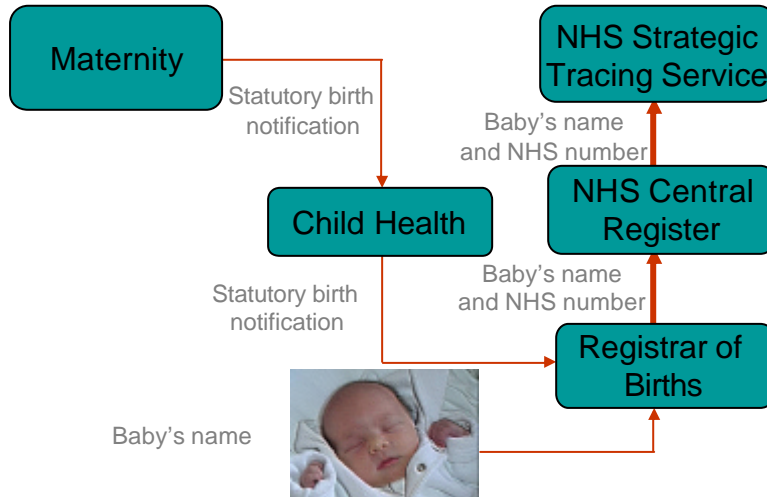 Maternity
NHS Strategic
Tracing Service
Statutory birth
notification
Baby's name
and NHS number
Child Health
NHS Central
Register
Statutory birth
notification
Baby's name
and NHS number
Registrar of
Births
Baby's name